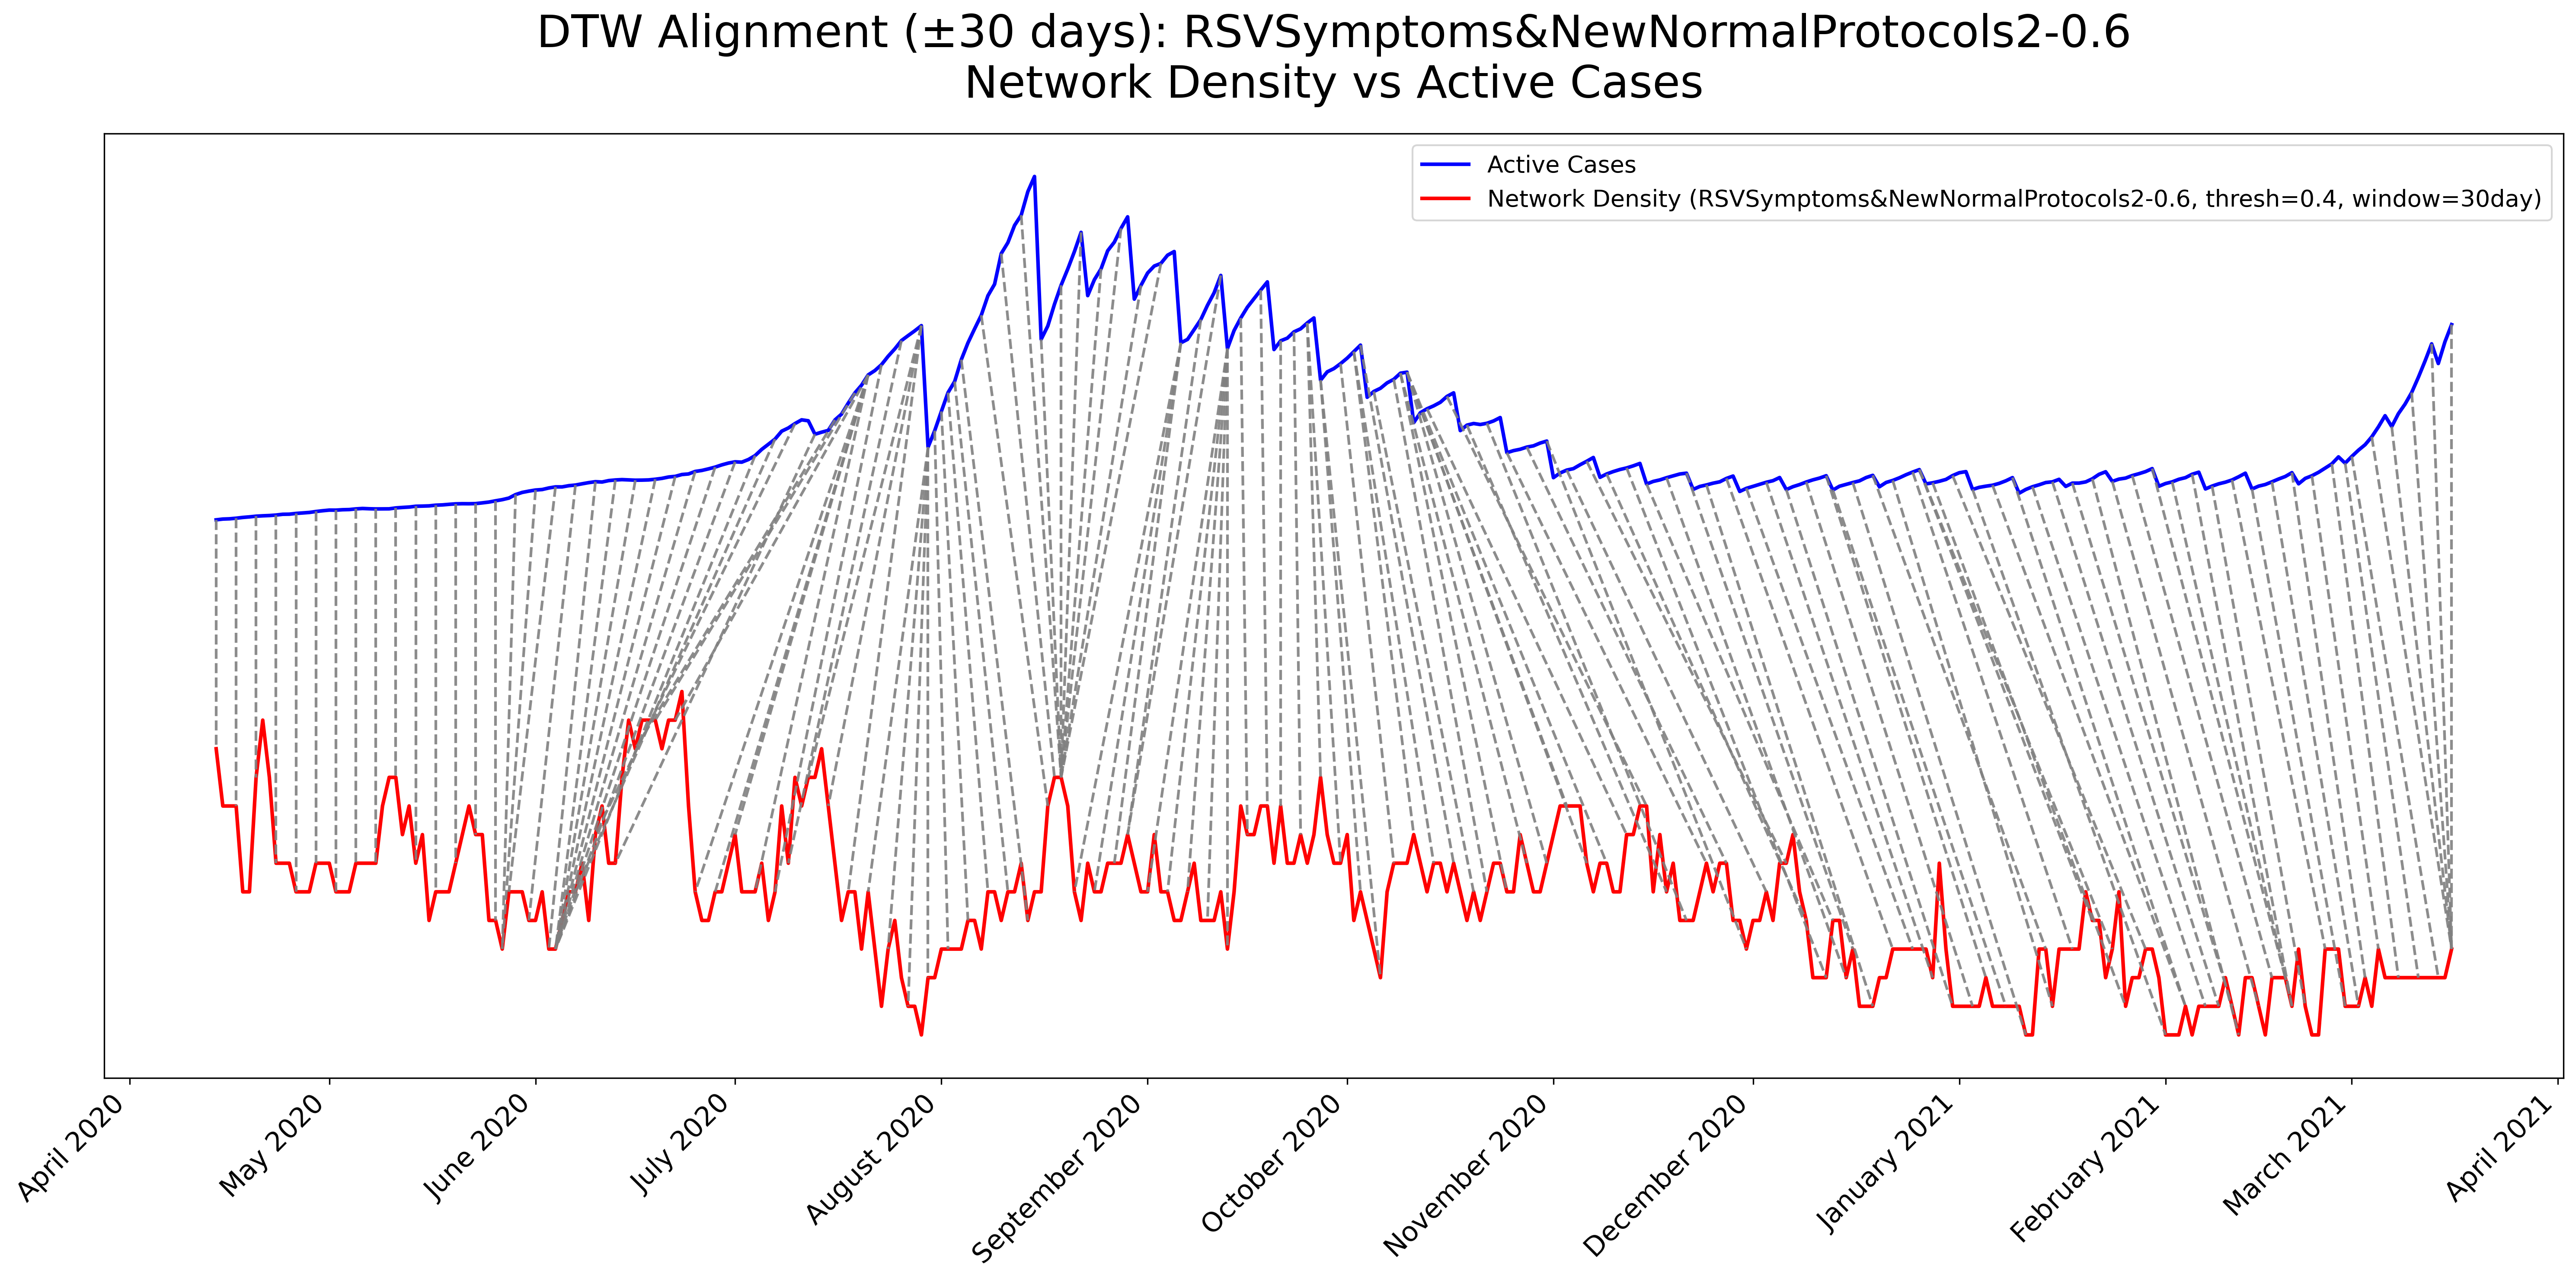 DTW Alignment (±30 days): RSVSymptoms&NewNormalProtocols2-0.6
Network Density vs Active Cases
Active Cases
Network Density (RSVSymptoms&NewNormalProtocols2-0.6, thresh=0.4, window=30day)
April 2020
May 2020
June 2020
July 2020
August 2020
September 2020
October 2020
November 2020
December 2020
January 2021
February 2021
March 2021
April 2021